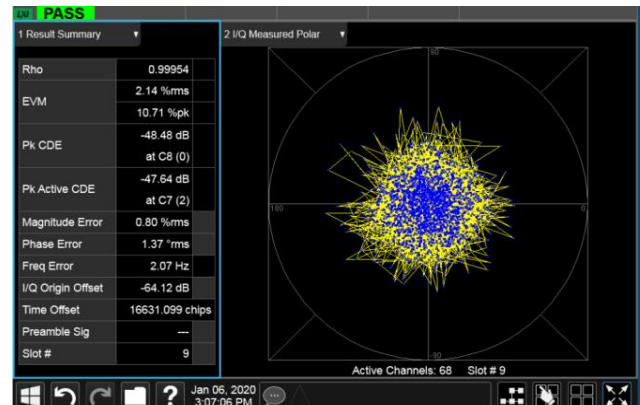 LXI PASS
1 Result Summary
2 I/Q Measured Polar
Rho 0.99954
EVM 2.14 %rms
10.71 %pk
Pk CDE -48.48 dB
at C8 (0)
Pk Active CDE -47.64 dB
at C7 (2)
Magnitude Error 0.80 %rms
Phase Error 1.37 °rms
Freq Error 2.07 Hz
I/Q Origin Offset -64.12 dB
Time Offset 16631.099 chips
Preamble Sig ---
Slot # 9
90
180
0
-90
Active Channels: 68 Slot # 9
?
Jan 06, 2020
3:07:06 PM